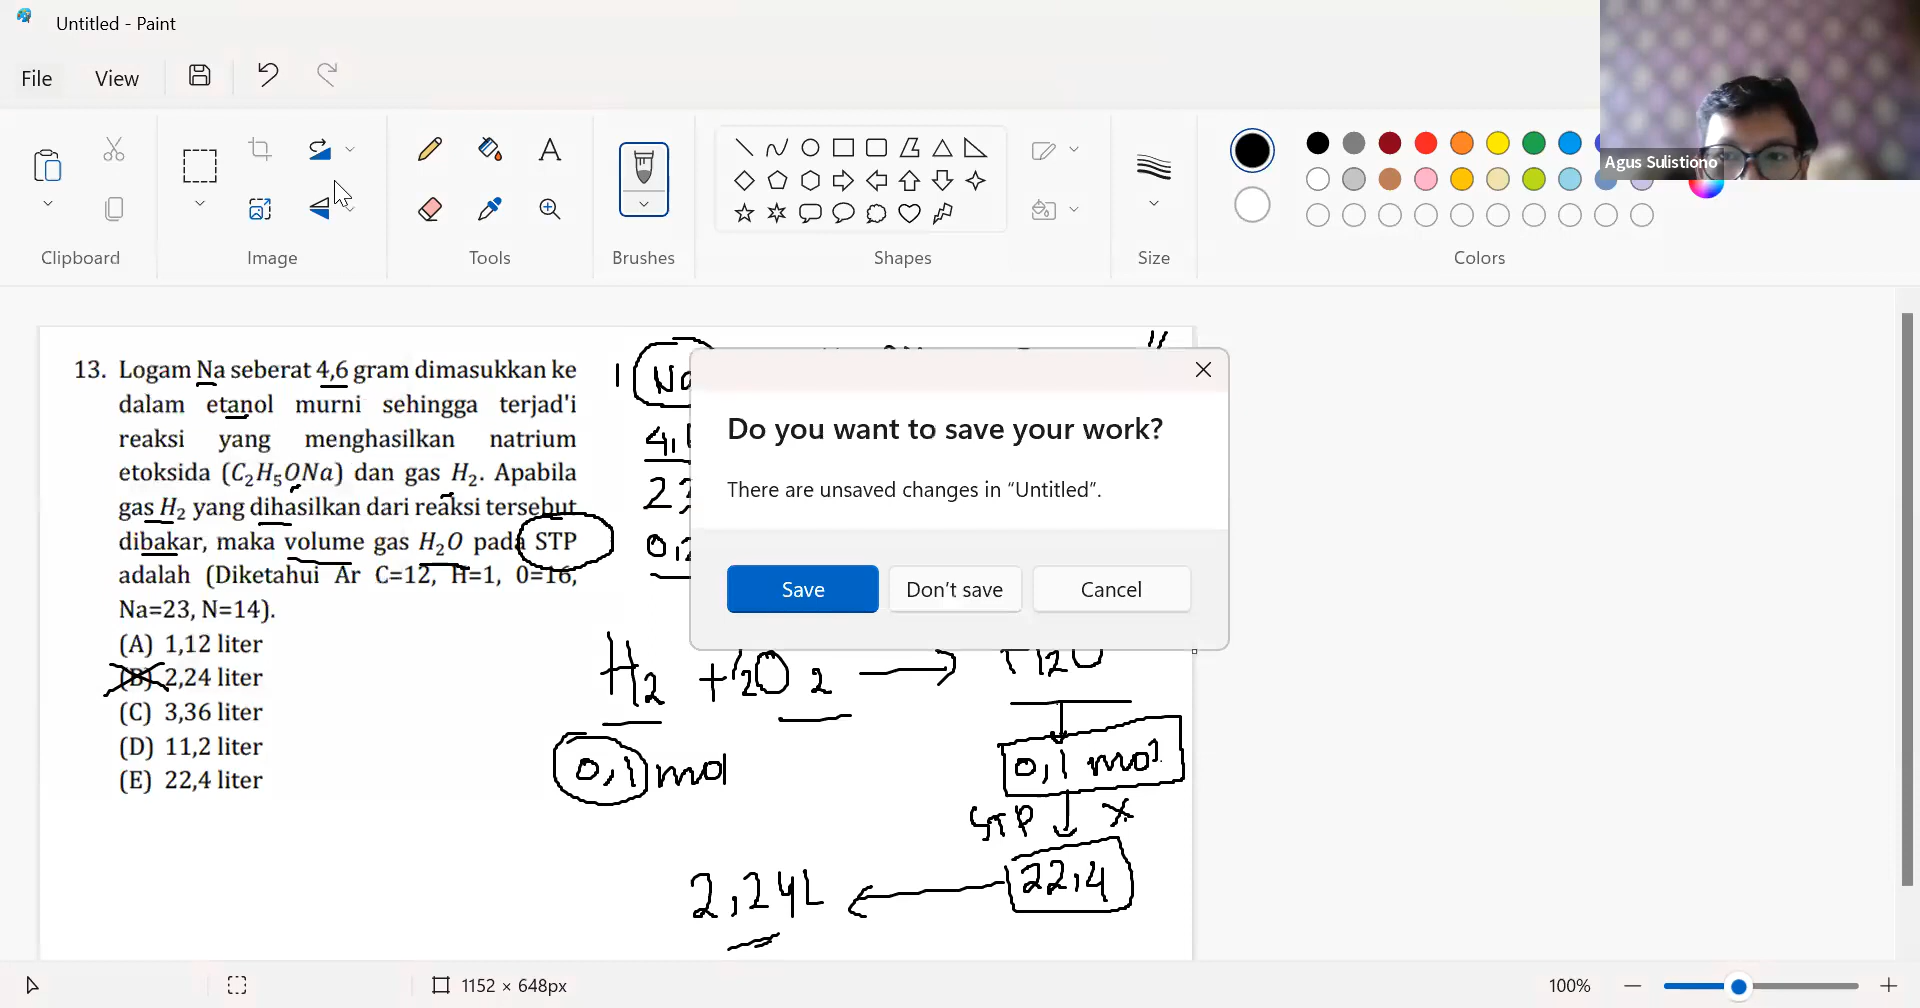 Untitled - Paint
File View
Agus Sulistiono
Clipboard Image Tools Brushes Shapes Size Colors
13. Logam Na seberat 4,6 gram dimasukkan ke
dalam etanol murni sehingga terjad'i
reaksi yang menghasilkan natrium
etoksida (C₂H₅ONa) dan gas H₂. Apabila
gas H₂ yang dihasilkan dari reaksi tersebut
dibakar, maka volume gas H₂O pada STP
adalah (Diketahui Ar C=12, H=1, 0=16,
Na=23, N=14).
(A) 1,12 liter
(B) 2,24 liter
(C) 3,36 liter
(D) 11,2 liter
(E) 22,4 liter
1 Na
Do you want to save your work?
There are unsaved changes in “Untitled”.
Save Don’t save Cancel
H₂ + ½O₂ → H₂O
0,1 mol 0,1 mol
STP X
22,4
2,24L
1152 × 648px 100%